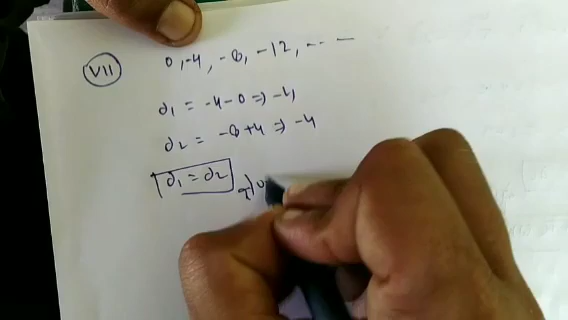 VII 0, -4, -8, -12, ... —
d1 = -4-0 => -4
d2 = -8+4 => -4
d1 = d2